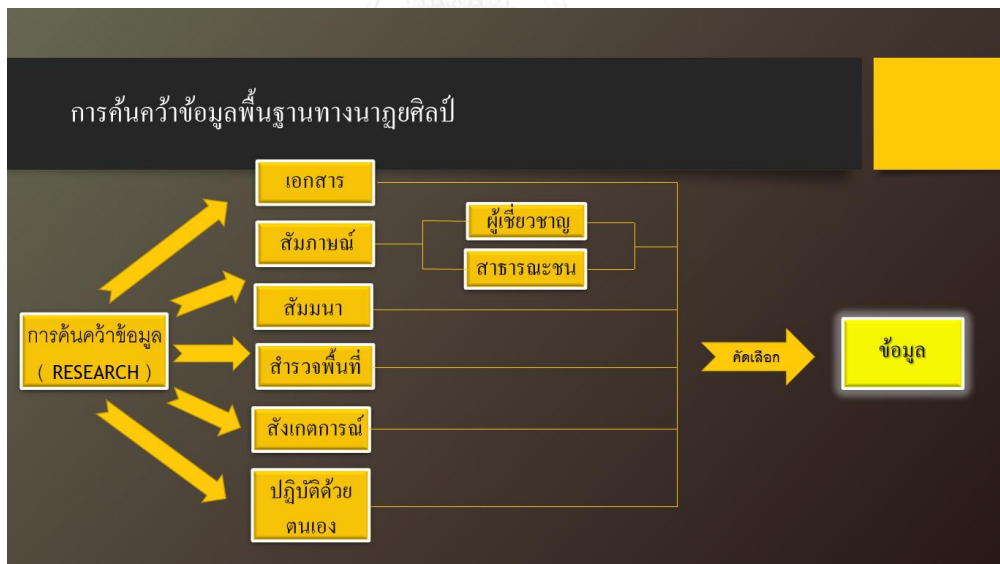 การค้นคว้าข้อมูลพื้นฐานทางนาฏยศิลป์
เอกสาร
สัมภาษณ์
ผู้เชี่ยวชาญ
สาธารณะชน
สัมมนา
การค้นคว้าข้อมูล
( RESEARCH )
สำรวจพื้นที่
คัดเลือก
ข้อมูล
สังเกตการณ์
ปฏิบัติด้วย
ตนเอง